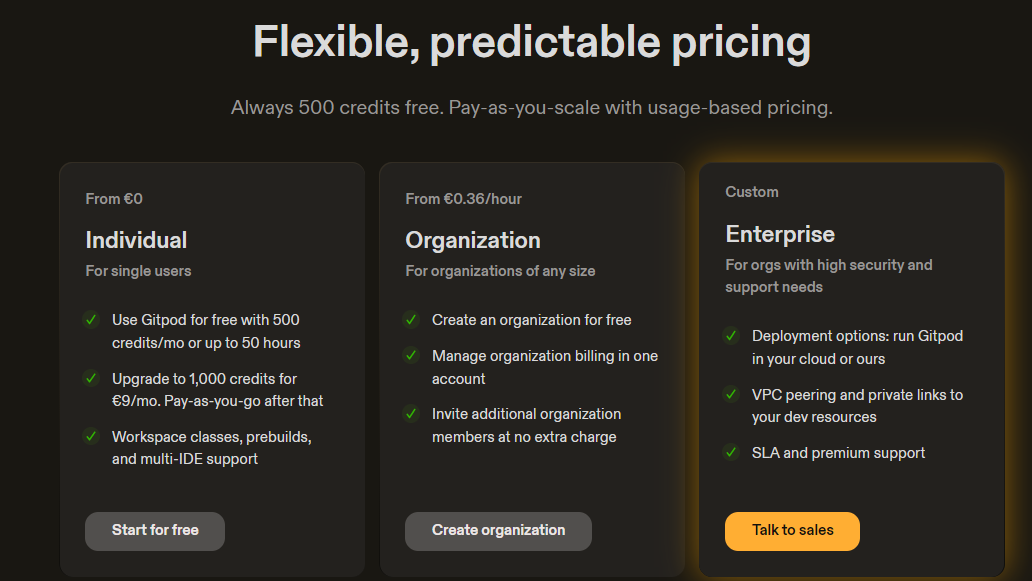 Flexible, predictable pricing
Always 500 credits free. Pay-as-you-scale with usage-based pricing.
From €0
Individual
For single users
Use Gitpod for free with 500
credits/mo or up to 50 hours
Upgrade to 1,000 credits for
€9/mo. Pay-as-you-go after that
Workspace classes, prebuilds,
and multi-IDE support
Start for free
From €0.36/hour
Organization
For organizations of any size
Create an organization for free
Manage organization billing in one
account
Invite additional organization
members at no extra charge
Create organization
Custom
Enterprise
For orgs with high security and
support needs
Deployment options: run Gitpod
in your cloud or ours
VPC peering and private links to
your dev resources
SLA and premium support
Talk to sales